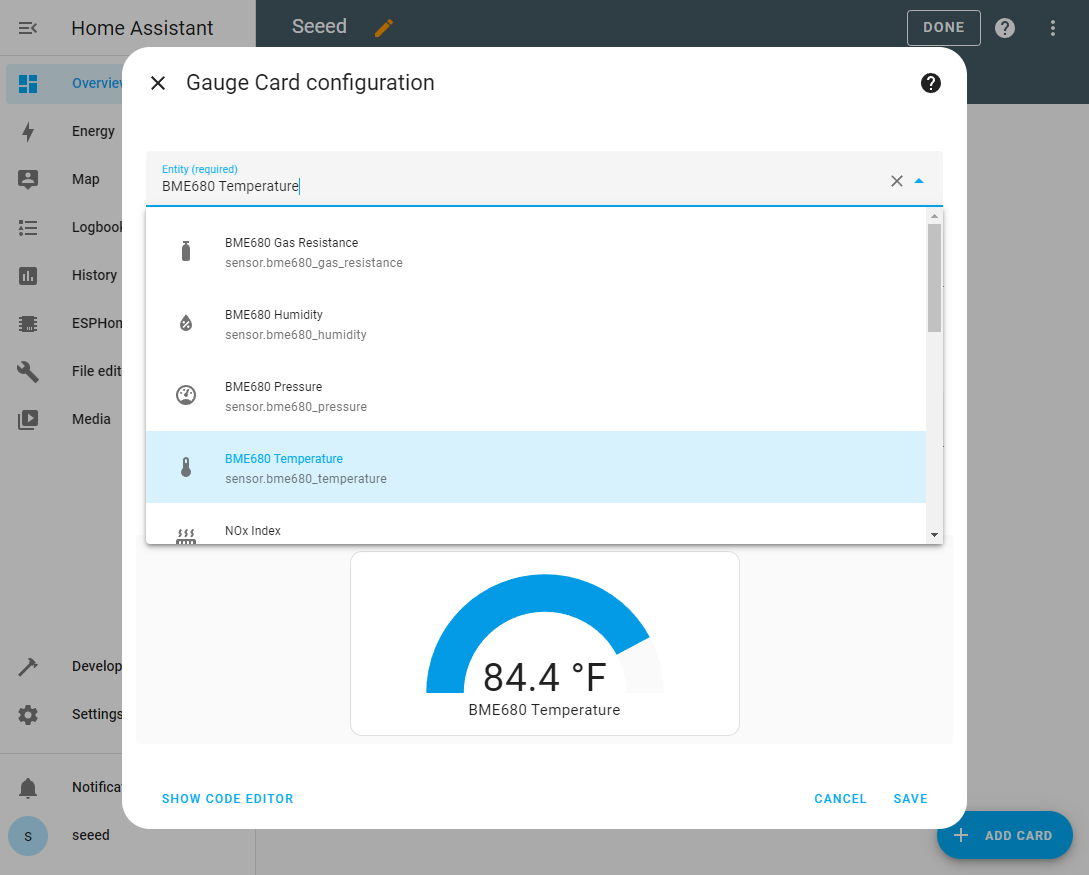 Home Assistant
Seeed
DONE
Gauge Card configuration
Overview
Energy
Map
Logbook
History
ESPHom
File edit
Media
Entity (required)
BME680 Temperature
BME680 Gas Resistance
sensor.bme680_gas_resistance
BME680 Humidity
sensor.bme680_humidity
BME680 Pressure
sensor.bme680_pressure
BME680 Temperature
sensor.bme680_temperature
NOx Index
84.4 °F
BME680 Temperature
Develop
Settings
Notifica
S
seeed
SHOW CODE EDITOR
CANCEL
SAVE
ADD CARD